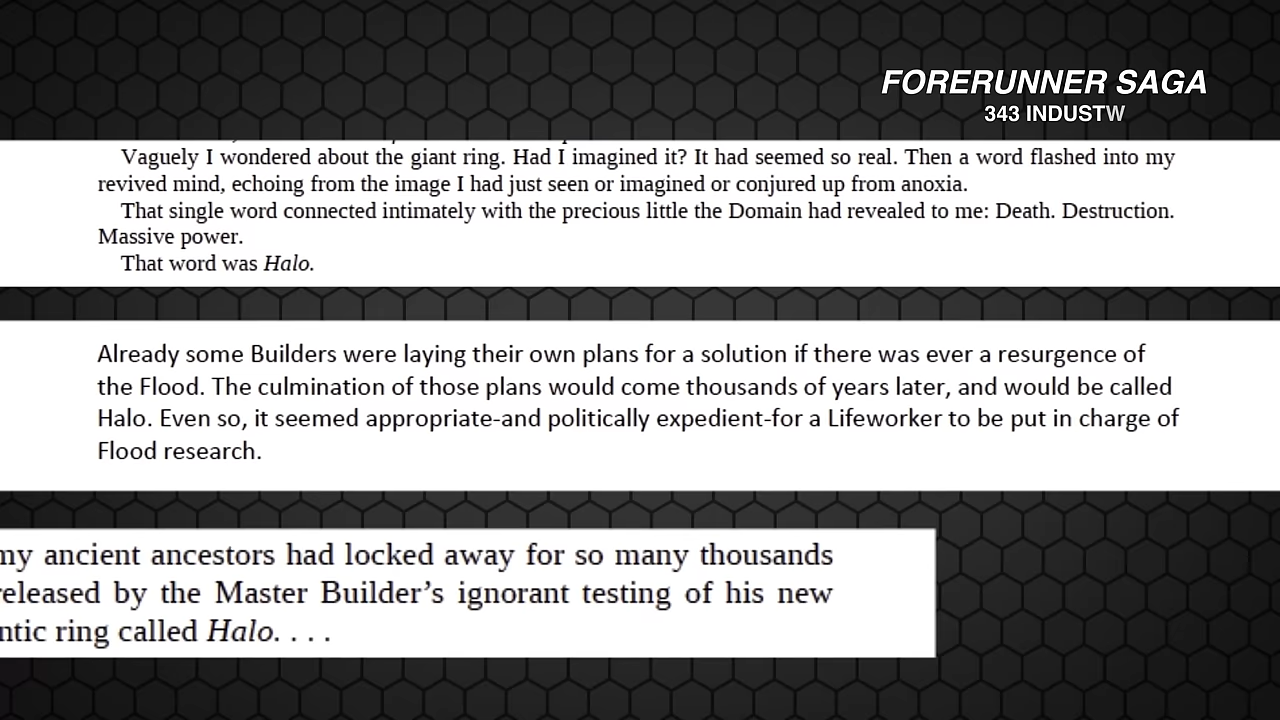 FORERUNNER SAGA
343 INDUSTW
Vaguely I wondered about the giant ring. Had I imagined it? It had seemed so real. Then a word flashed into my
revived mind, echoing from the image I had just seen or imagined or conjured up from anoxia.
That single word connected intimately with the precious little the Domain had revealed to me: Death. Destruction.
Massive power.
That word was Halo.
Already some Builders were laying their own plans for a solution if there was ever a resurgence of
the Flood. The culmination of those plans would come thousands of years later, and would be called
Halo. Even so, it seemed appropriate-and politically expedient-for a Lifeworker to be put in charge of
Flood research.
my ancient ancestors had locked away for so many thousands
released by the Master Builder’s ignorant testing of his new
ntic ring called Halo. . . .